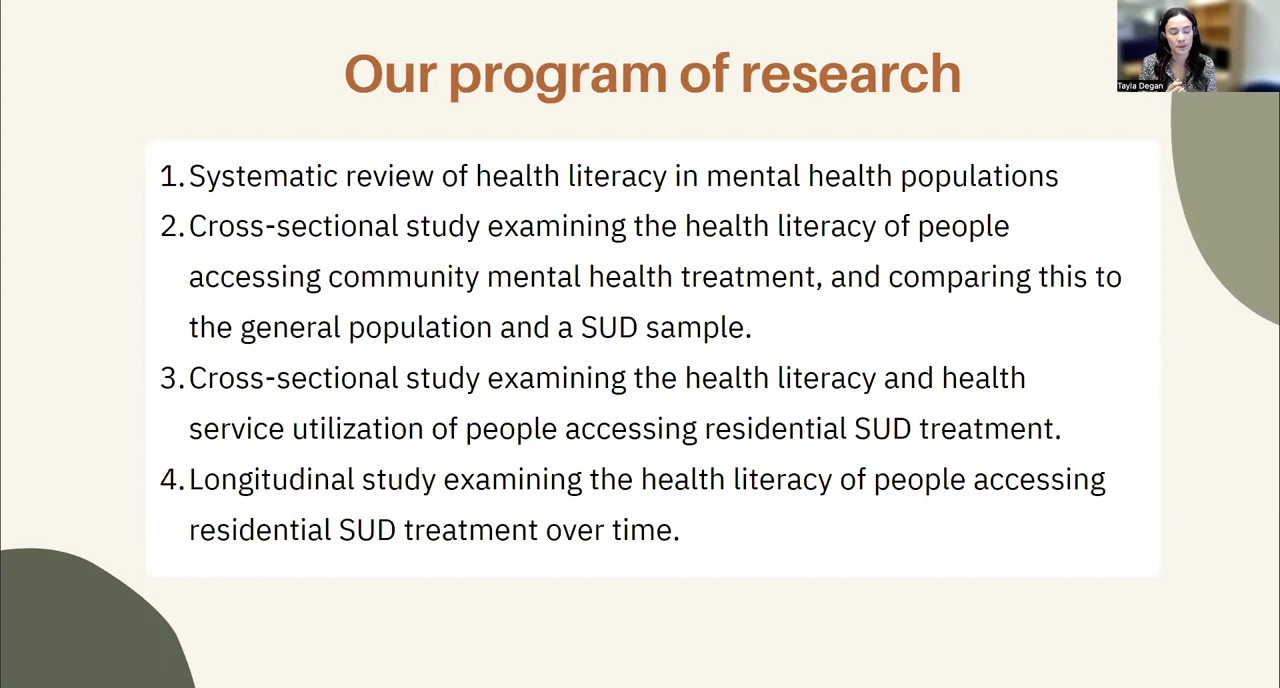 Our program of research
Tayla Degan
1. Systematic review of health literacy in mental health populations
2. Cross-sectional study examining the health literacy of people
accessing community mental health treatment, and comparing this to
the general population and a SUD sample.
3. Cross-sectional study examining the health literacy and health
service utilization of people accessing residential SUD treatment.
4. Longitudinal study examining the health literacy of people accessing
residential SUD treatment over time.